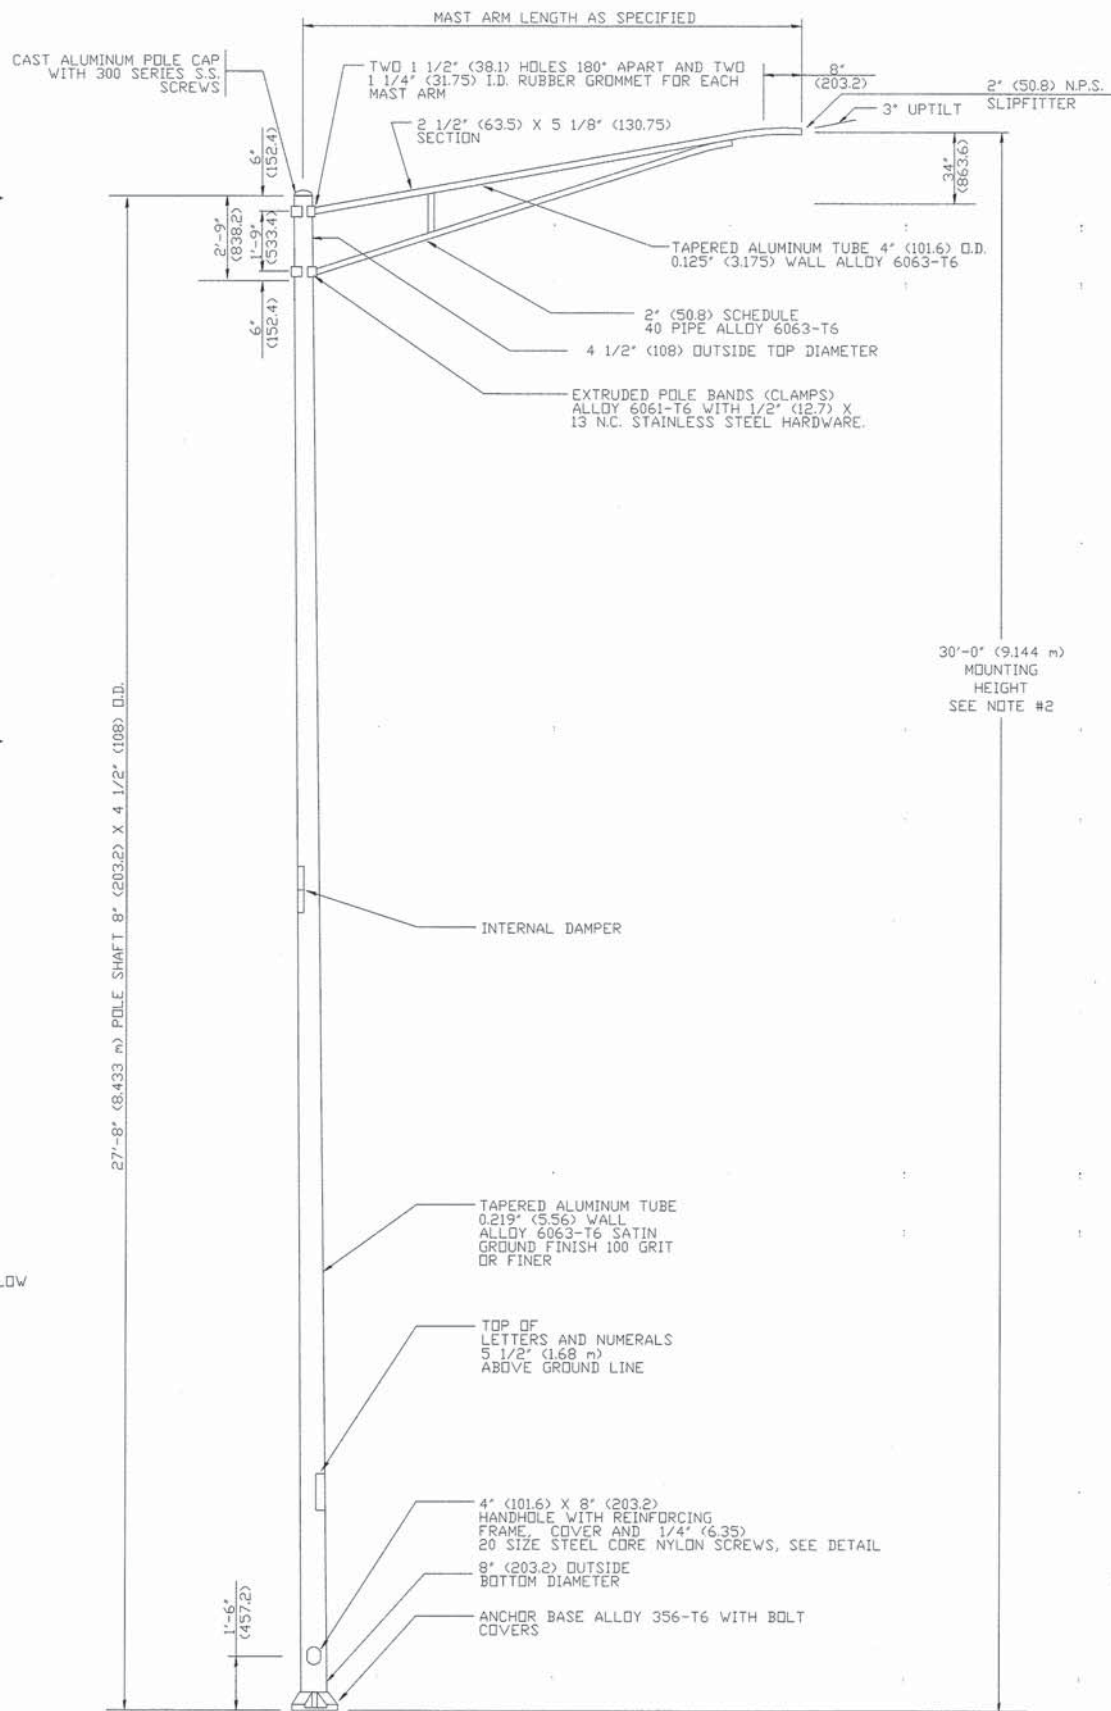 MAST ARM LENGTH AS SPECIFIED
CAST ALUMINUM POLE CAP
WITH 300 SERIES S.S.
SCREWS
TWO 1 1/2" (38.1) HOLES 180° APART AND TWO
1 1/4" (31.75) I.D. RUBBER GROMMET FOR EACH
MAST ARM
8"
(203.2)
2" (50.8) N.P.S.
SLIPFITTER
3° UPTILT
2 1/2" (63.5) X 5 1/8" (130.75)
SECTION
6"
(152.4)
34"
(863.6)
2'-9"
(838.2)
1'-9"
(533.4)
TAPERED ALUMINUM TUBE 4" (101.6) O.D.
0.125" (3.175) WALL ALLOY 6063-T6
6"
(152.4)
2" (50.8) SCHEDULE
40 PIPE ALLOY 6063-T6
4 1/2" (108) OUTSIDE TOP DIAMETER
EXTRUDED POLE BANDS (CLAMPS)
ALLOY 6061-T6 WITH 1/2" (12.7) X
13 N.C. STAINLESS STEEL HARDWARE.
30'-0" (9.144 m)
MOUNTING
HEIGHT
SEE NOTE #2
27'-8" (8.433 m) POLE SHAFT 8" (203.2) X 4 1/2" (108) O.D.
INTERNAL DAMPER
TAPERED ALUMINUM TUBE
0.219" (5.56) WALL
ALLOY 6063-T6 SATIN
GROUND FINISH 100 GRIT
OR FINER
LOW
TOP OF
LETTERS AND NUMERALS
5 1/2" (1.68 m)
ABOVE GROUND LINE
4" (101.6) X 8" (203.2)
HANDHOLE WITH REINFORCING
FRAME, COVER AND 1/4" (6.35)
20 SIZE STEEL CORE NYLON SCREWS, SEE DETAIL
8" (203.2) OUTSIDE
BOTTOM DIAMETER
1'-6"
(457.2)
ANCHOR BASE ALLOY 356-T6 WITH BOLT
COVERS